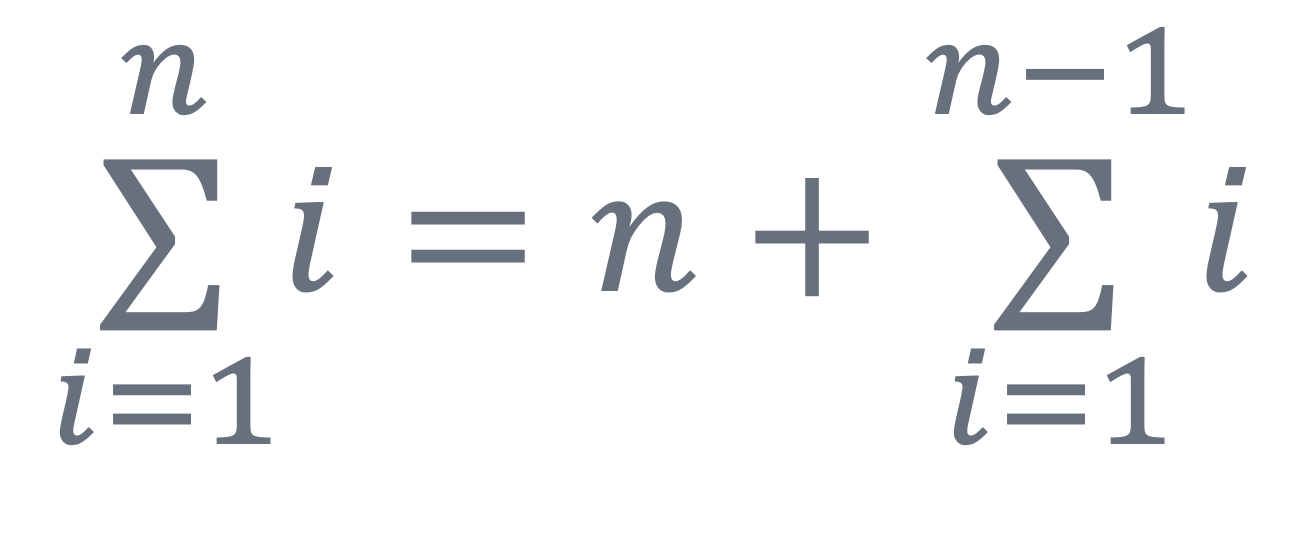 n n−1
∑ i = n + ∑ i
i=1 i=1